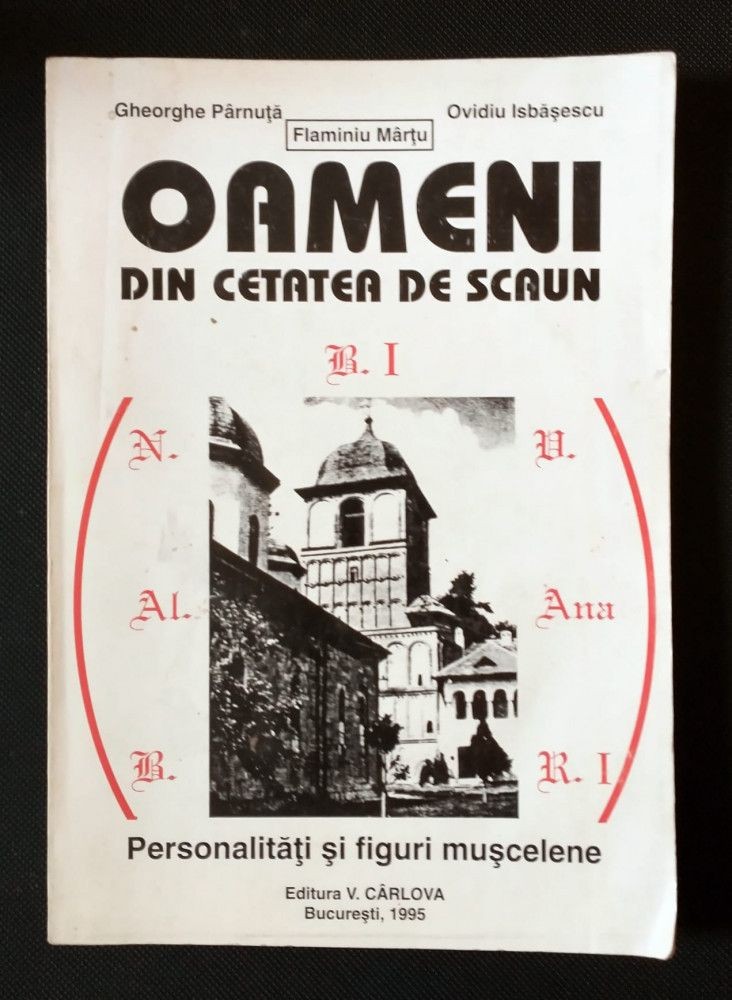 Gheorghe Pârnuţă Ovidiu Isbăşescu
Flaminiu Mârţu
OAMENI
DIN CETATEA DE SCAUN
B. I
N. V.
Al. Ana
B. R. I
Personalităţi şi figuri muşcelene
Editura V. CÂRLOVA
Bucureşti, 1995